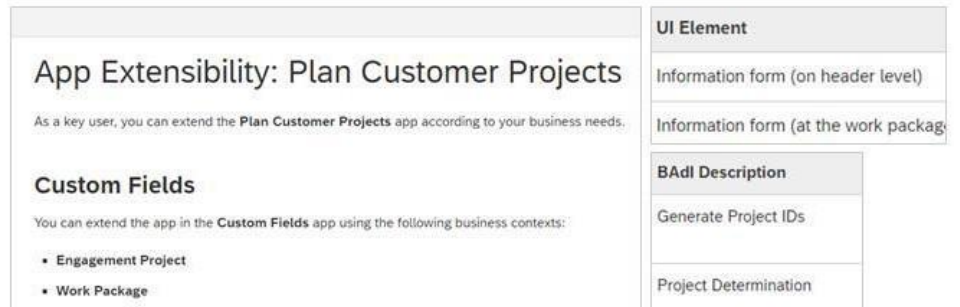 App Extensibility: Plan Customer Projects
As a key user, you can extend the Plan Customer Projects app according to your business needs.
Custom Fields
You can extend the app in the Custom Fields app using the following business contexts:
• Engagement Project
• Work Package
UI Element
Information form (on header level)
Information form (at the work packag
BAdI Description
Generate Project IDs
Project Determination